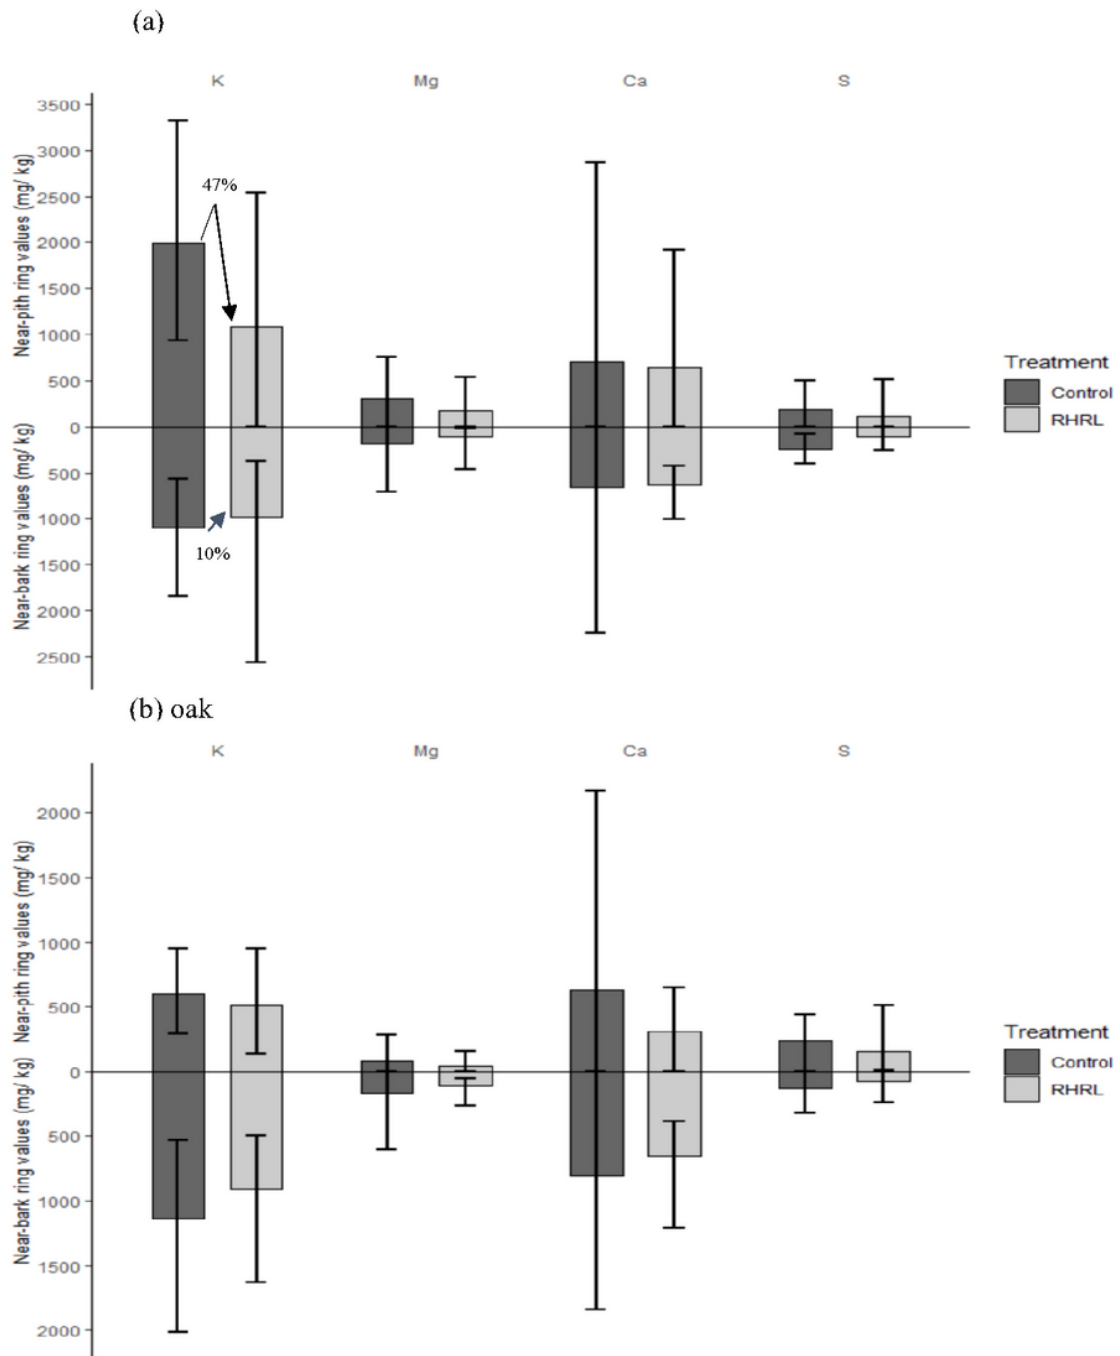 (a)
K Mg Ca S
Near-pith ring values (mg/ kg)
Near-bark ring values (mg/ kg)
3500
3000
2500
2000
1500
1000
500
0
500
1000
1500
2000
2500
47%
10%
Treatment
Control
RHRL
(b) oak
K Mg Ca S
Near-pith ring values (mg/ kg)
Near-bark ring values (mg/ kg)
2000
1500
1000
500
0
500
1000
1500
2000
Treatment
Control
RHRL